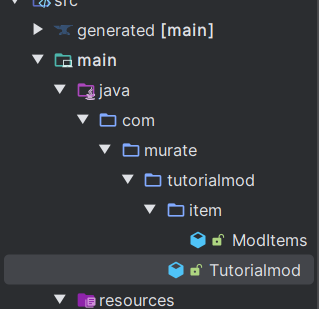 src
generated [main]
main
java
com
murate
tutorialmod
item
ModItems
Tutorialmod
resources